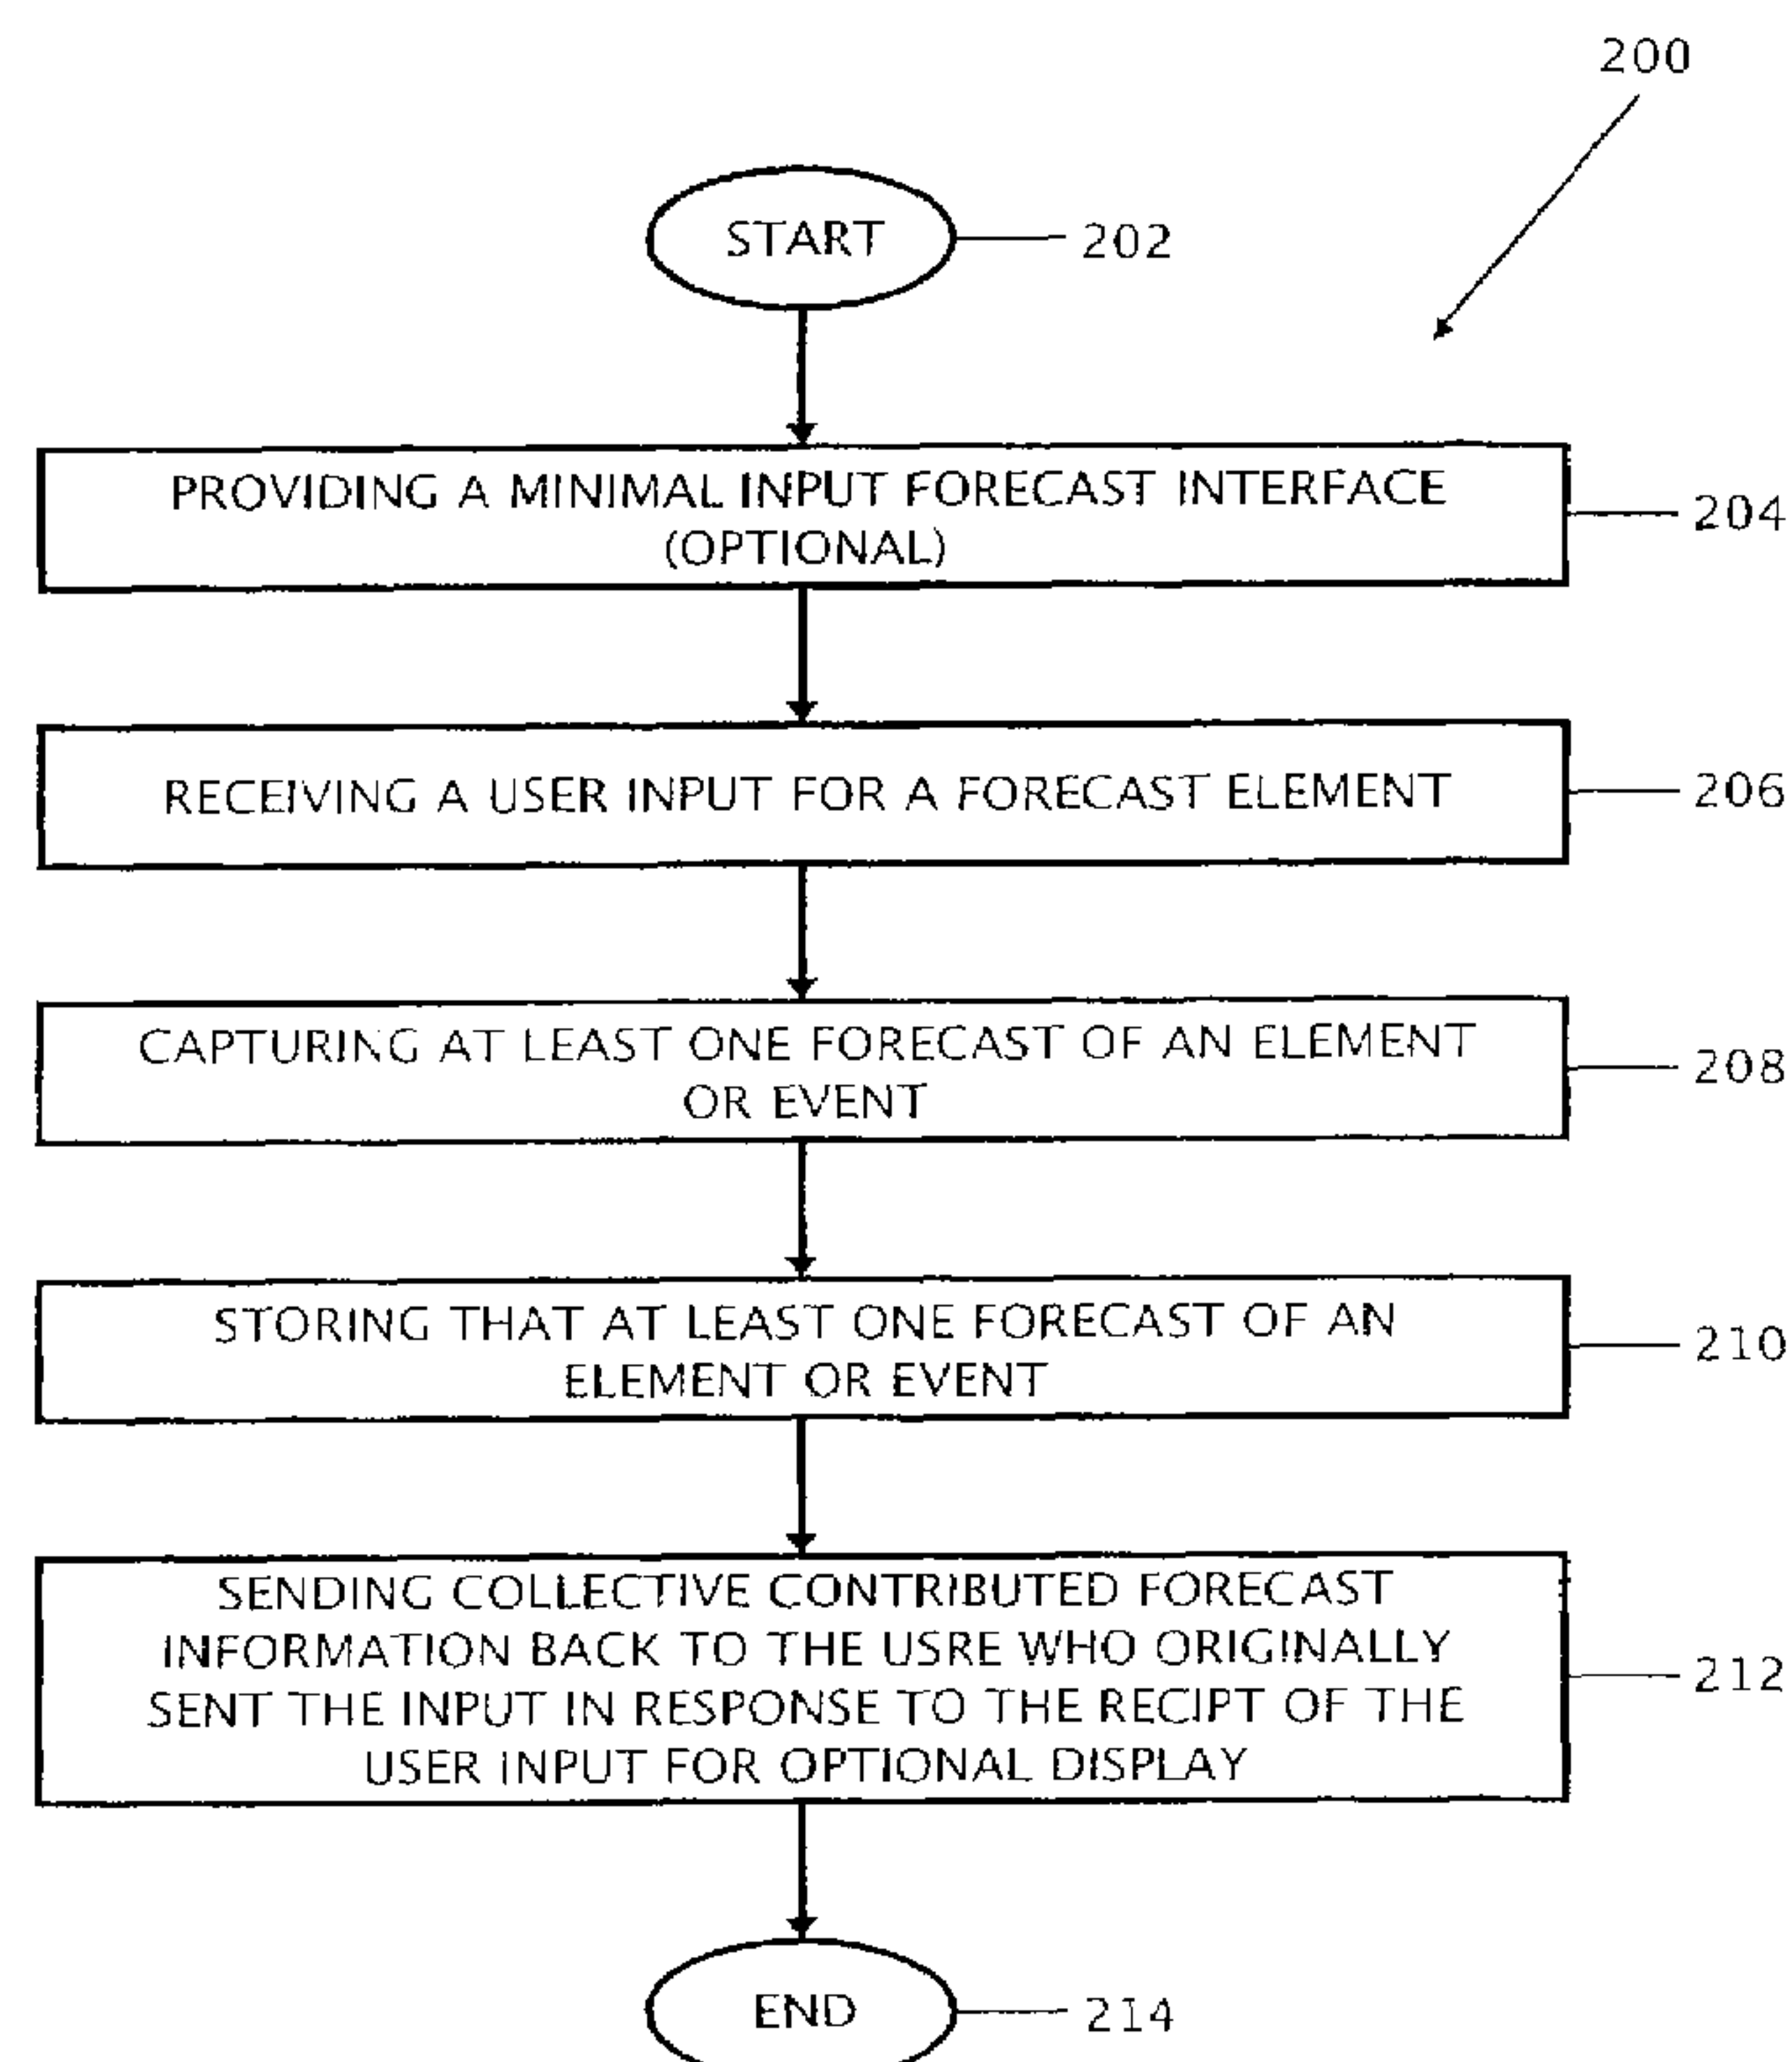 200
START
202
PROVIDING A MINIMAL INPUT FORECAST INTERFACE
(OPTIONAL)
204
RECEIVING A USER INPUT FOR A FORECAST ELEMENT
206
CAPTURING AT LEAST ONE FORECAST OF AN ELEMENT
OR EVENT
208
STORING THAT AT LEAST ONE FORECAST OF AN
ELEMENT OR EVENT
210
SENDING COLLECTIVE CONTRIBUTED FORECAST
INFORMATION BACK TO THE USRE WHO ORIGINALLY
SENT THE INPUT IN RESPONSE TO THE RECIPT OF THE
USER INPUT FOR OPTIONAL DISPLAY
212
END
214